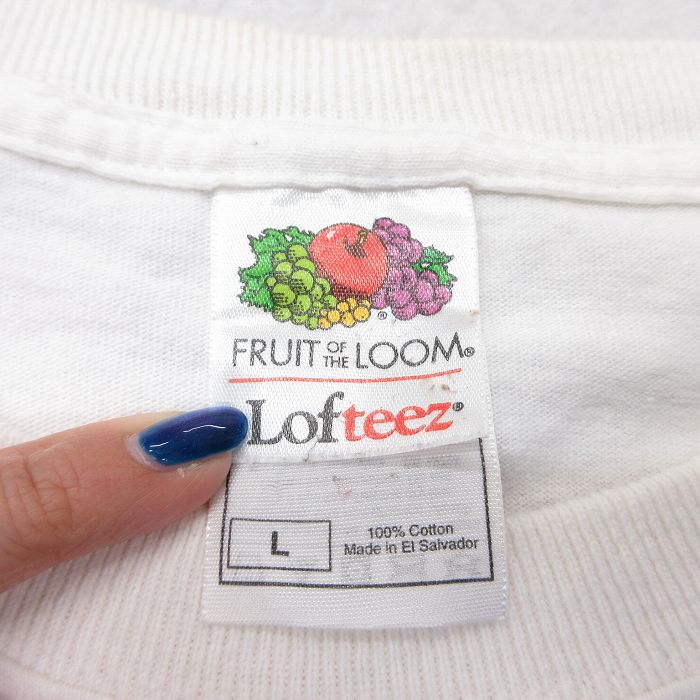 FRUIT OF THE LOOM®
Lofteez®
L
100% Cotton
Made in El Salvador